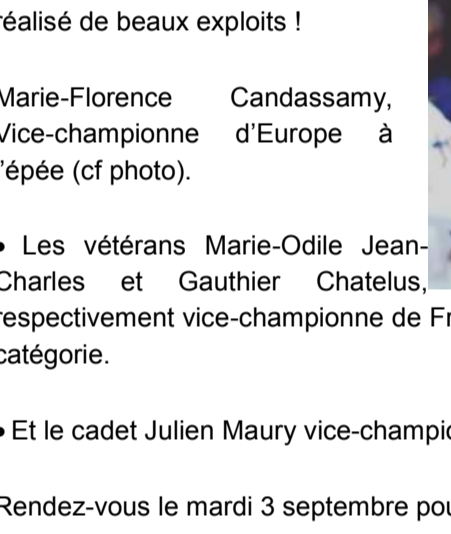 réalisé de beaux exploits !
Marie-Florence Candassamy,
Vice-championne d'Europe à
l'épée (cf photo).
• Les vétérans Marie-Odile Jean-
Charles et Gauthier Chatelus,
respectivement vice-championne de Fr
catégorie.
• Et le cadet Julien Maury vice-champio
Rendez-vous le mardi 3 septembre pou